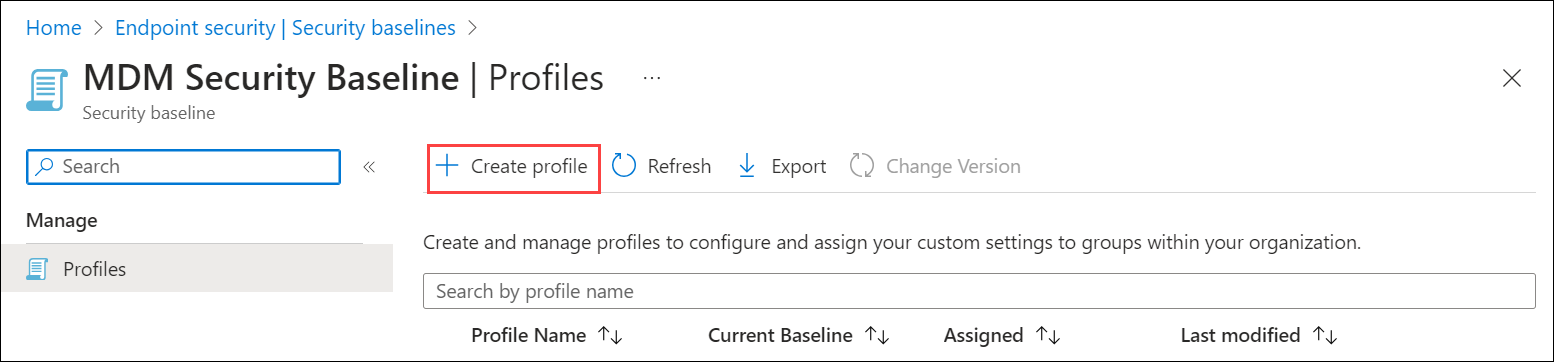 Home > Endpoint security | Security baselines >
MDM Security Baseline | Profiles ...
Security baseline
Search «
Manage
Profiles
+ Create profile Refresh Export Change Version
Create and manage profiles to configure and assign your custom settings to groups within your organization.
Search by profile name
Profile Name ↑↓ Current Baseline ↑↓ Assigned ↑↓ Last modified ↑↓